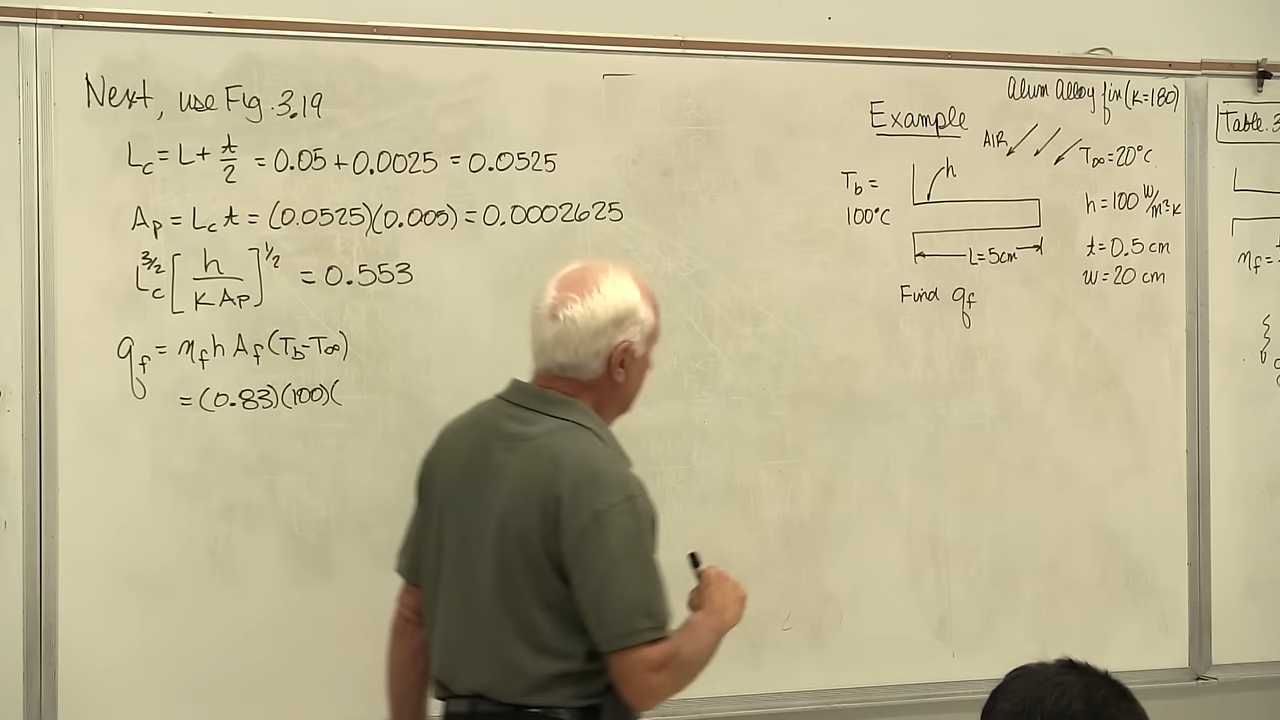 Next, use Fig. 3.19
Lc = L + t/2 = 0.05 + 0.0025 = 0.0525
Ap = Lc t = (0.0525)(0.005) = 0.0002625
Lc^3/2 [h / K Ap]^1/2 = 0.553
qf = ηf h Af (Tb - T∞)
= (0.83)(100)(
Alum Alloy fin (K=180)
Example
AIR
T∞ = 20°C
h
Tb =
100°C
h = 100 W/m²K
L = 5cm
t = 0.5 cm
w = 20 cm
Find qf
Table. 3
ηf =